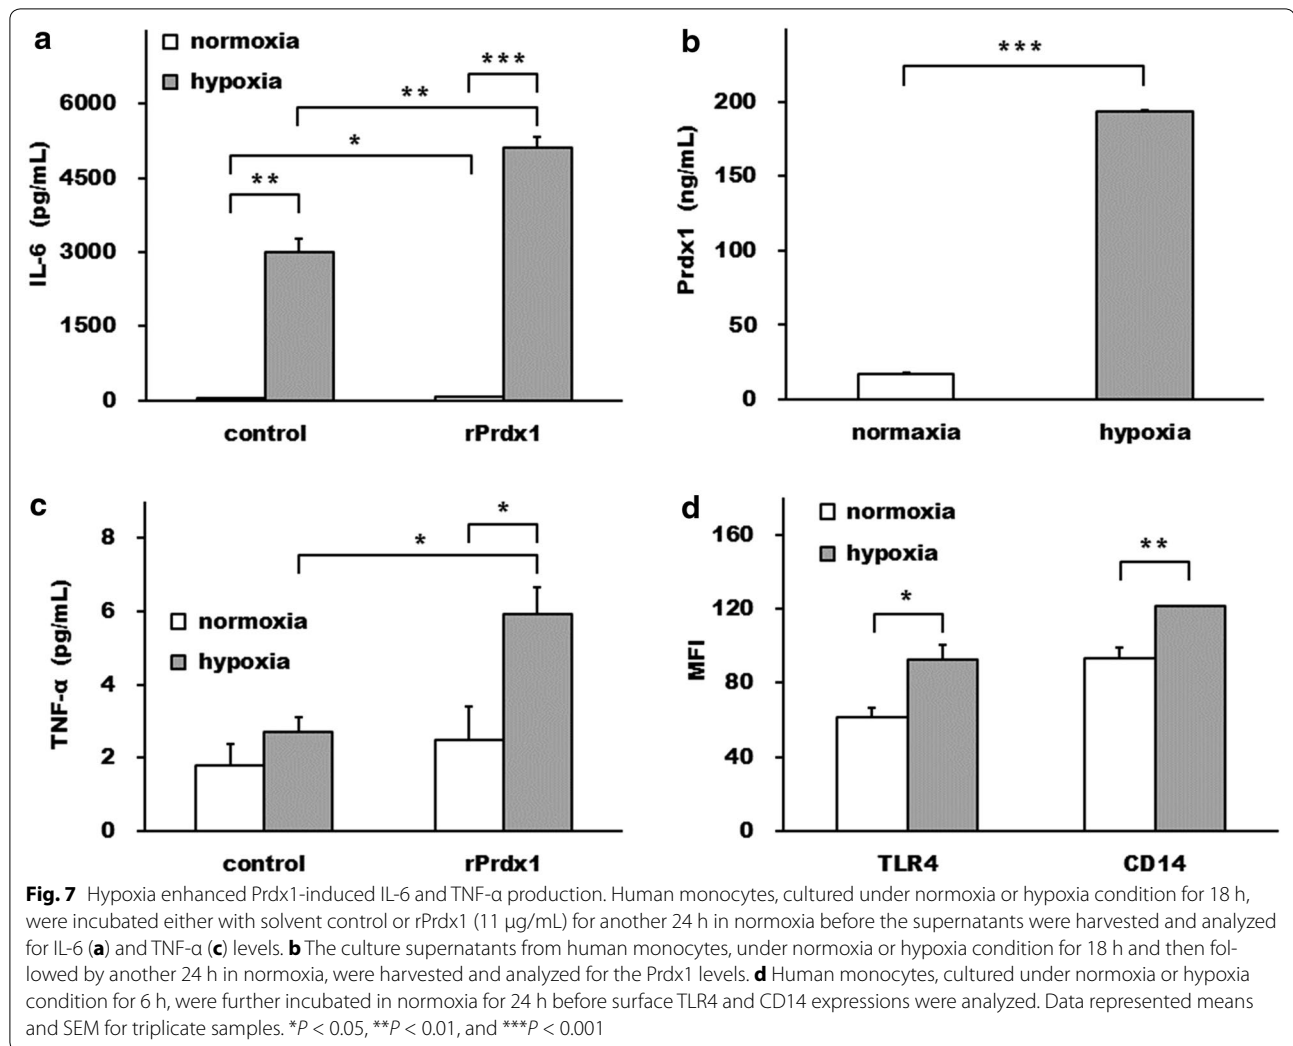 a
normoxia
hypoxia
***
**
*
**
6000
4500
3000
1500
0
IL-6 (pg/mL)
control
rPrdx1
b
***
200
150
100
50
0
Prdx1 (ng/mL)
normaxia
hypoxia
c
*
*
8
6
4
2
0
TNF-α (pg/mL)
normoxia
hypoxia
control
rPrdx1
d
normoxia
hypoxia
**
*
160
120
80
40
0
MFI
TLR4
CD14
Fig. 7 Hypoxia enhanced Prdx1-induced IL-6 and TNF-α production. Human monocytes, cultured under normoxia or hypoxia condition for 18 h,
were incubated either with solvent control or rPrdx1 (11 μg/mL) for another 24 h in normoxia before the supernatants were harvested and analyzed
for IL-6 (a) and TNF-α (c) levels. b The culture supernatants from human monocytes, under normoxia or hypoxia condition for 18 h and then fol-
lowed by another 24 h in normoxia, were harvested and analyzed for the Prdx1 levels. d Human monocytes, cultured under normoxia or hypoxia
condition for 6 h, were further incubated in normoxia for 24 h before surface TLR4 and CD14 expressions were analyzed. Data represented means
and SEM for triplicate samples. *P < 0.05, **P < 0.01, and ***P < 0.001